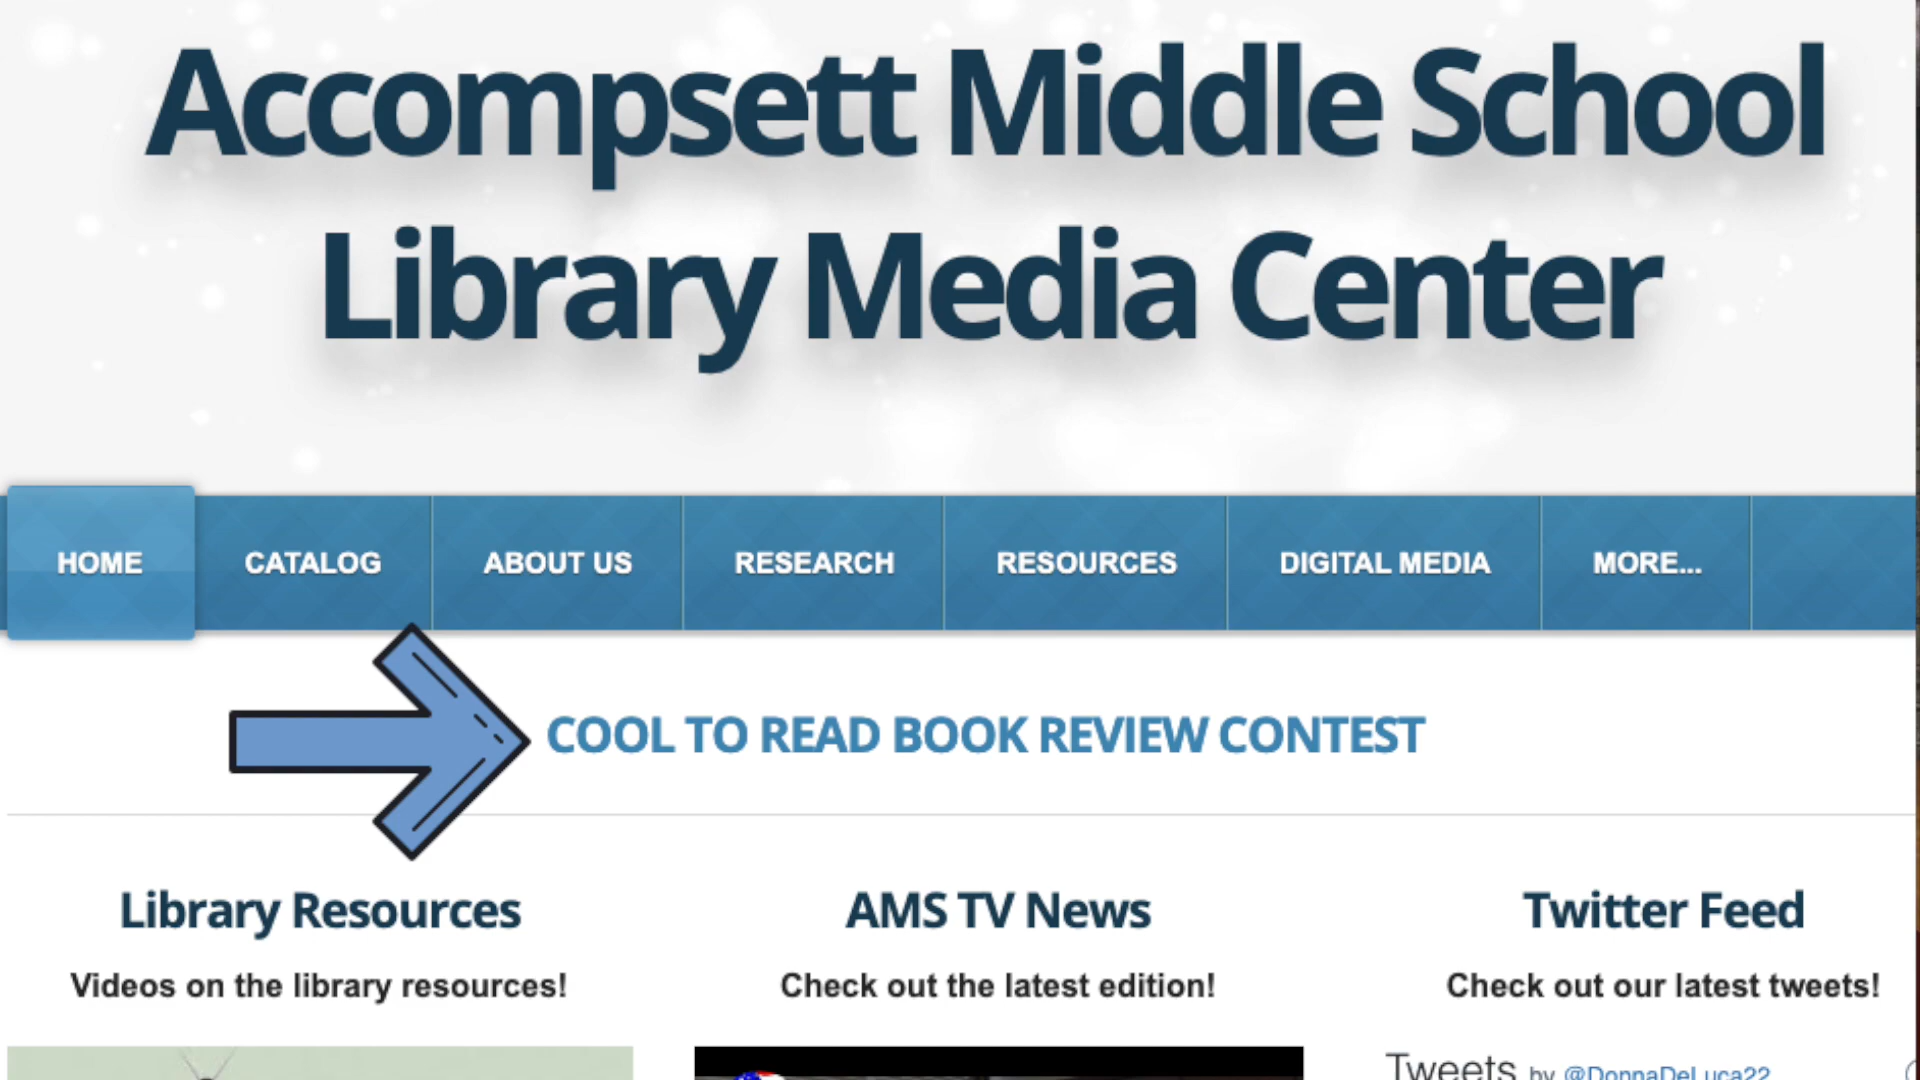 Accompsett Middle School
Library Media Center
HOME
CATALOG
ABOUT US
RESEARCH
RESOURCES
DIGITAL MEDIA
MORE...
COOL TO READ BOOK REVIEW CONTEST
Library Resources
Videos on the library resources!
AMS TV News
Check out the latest edition!
Twitter Feed
Check out our latest tweets!
Tweets by @DonnaDeLuca22